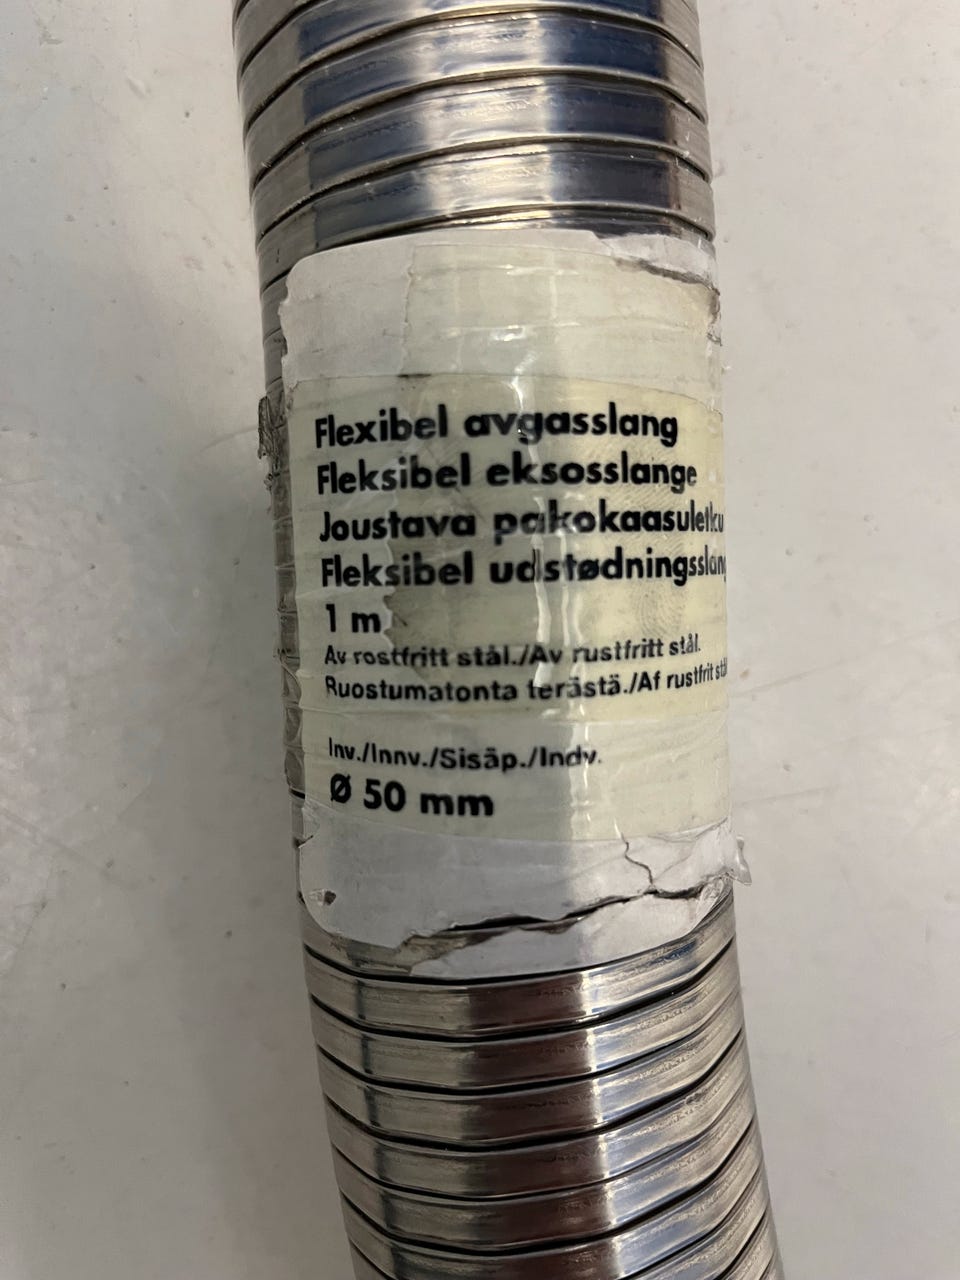 Flexibel avgasslang
Fleksibel eksosslange
Joustava pakokaasuletku
Fleksibel udstødningsslang
1 m
Av rostfritt stål./Av rustfritt stål.
Ruostumatonta terästä./Af rustfrit stål
Inv./Innv./Sisäp./Indv.
Ø 50 mm